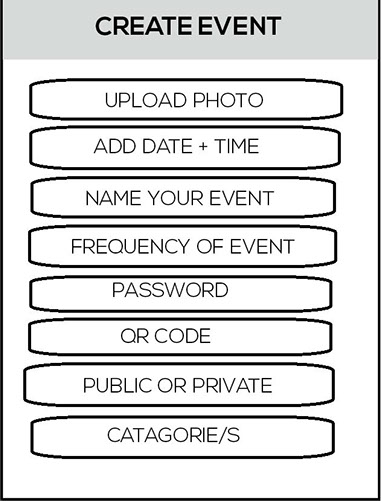 CREATE EVENT
UPLOAD PHOTO
ADD DATE + TIME
NAME YOUR EVENT
FREQUENCY OF EVENT
PASSWORD
QR CODE
PUBLIC OR PRIVATE
CATAGORIE/S